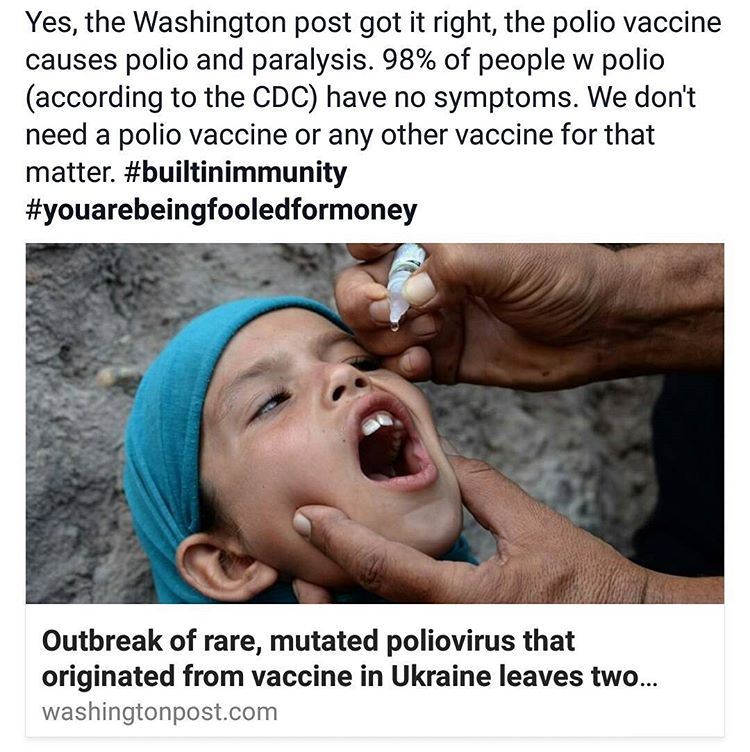 Yes, the Washington post got it right, the polio vaccine
causes polio and paralysis. 98% of people w polio
(according to the CDC) have no symptoms. We don't
need a polio vaccine or any other vaccine for that
matter. #builtinimmunity
#youarebeingfooledformoney
Outbreak of rare, mutated poliovirus that
originated from vaccine in Ukraine leaves two...
washingtonpost.com